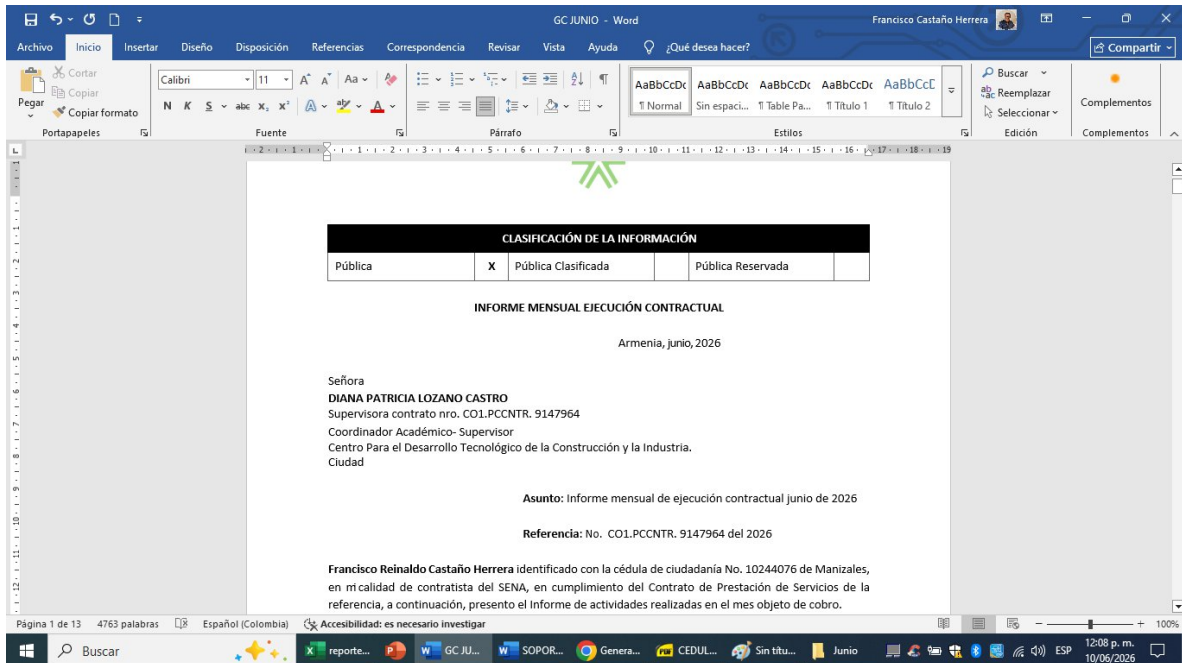 GC JUNIO - Word
Francisco Castaño Herrera
Archivo Inicio Insertar Diseño Disposición Referencias Correspondencia Revisar Vista Ayuda ¿Qué desea hacer? Compartir
Pegar
Cortar
Copiar
Copiar formato
Portapapeles
Calibri 11
N K S abc X₂ X²
Fuente
Párrafo
AaBbCcDc AaBbCcDc AaBbCcDc AaBbCcDc AaBbCcE
¶ Normal Sin espaci... ¶ Table Pa... ¶ Título 1 ¶ Título 2
Estilos
Buscar
Reemplazar
Seleccionar
Edición
Complementos
Complementos
CLASIFICACIÓN DE LA INFORMACIÓN
Pública X Pública Clasificada Pública Reservada
INFORME MENSUAL EJECUCIÓN CONTRACTUAL
Armenia, junio, 2026
Señora
DIANA PATRICIA LOZANO CASTRO
Supervisora contrato nro. CO1.PCCNTR. 9147964
Coordinador Académico- Supervisor
Centro Para el Desarrollo Tecnológico de la Construcción y la Industria.
Ciudad
Asunto: Informe mensual de ejecución contractual junio de 2026
Referencia: No. CO1.PCCNTR. 9147964 del 2026
Francisco Reinaldo Castaño Herrera identificado con la cédula de ciudadanía No. 10244076 de Manizales,
en mi calidad de contratista del SENA, en cumplimiento del Contrato de Prestación de Servicios de la
referencia, a continuación, presento el Informe de actividades realizadas en el mes objeto de cobro.
Página 1 de 13 4763 palabras Español (Colombia) Accesibilidad: es necesario investigar 100%
Buscar reporte... GC JU... SOPOR... Genera... CEDUL... Sin títu... Junio ESP 12:08 p. m.
10/06/2026